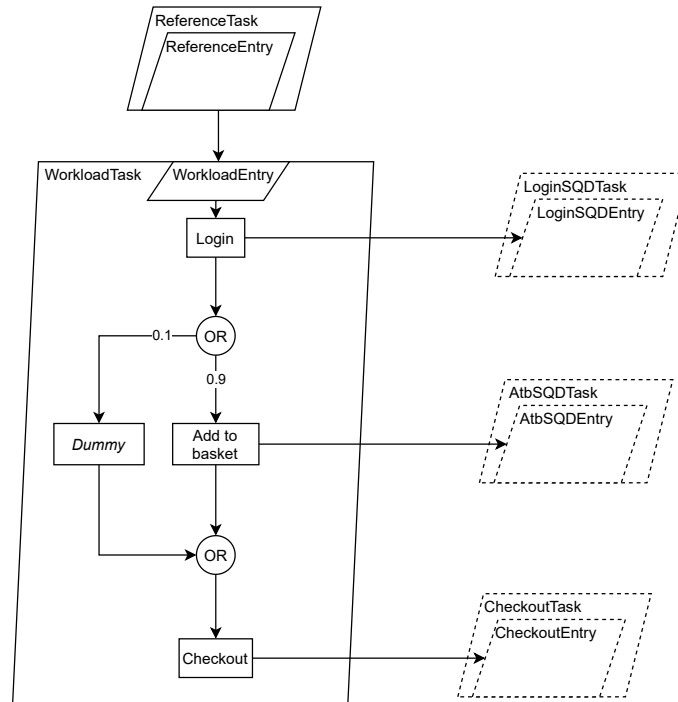 ReferenceTask
ReferenceEntry
WorkloadTask
WorkloadEntry
LoginSQDTask
LoginSQDEntry
Login
OR
0.1
0.9
AtbSQDTask
AtbSQDEntry
Dummy
Add to
basket
OR
CheckoutTask
CheckoutEntry
Checkout